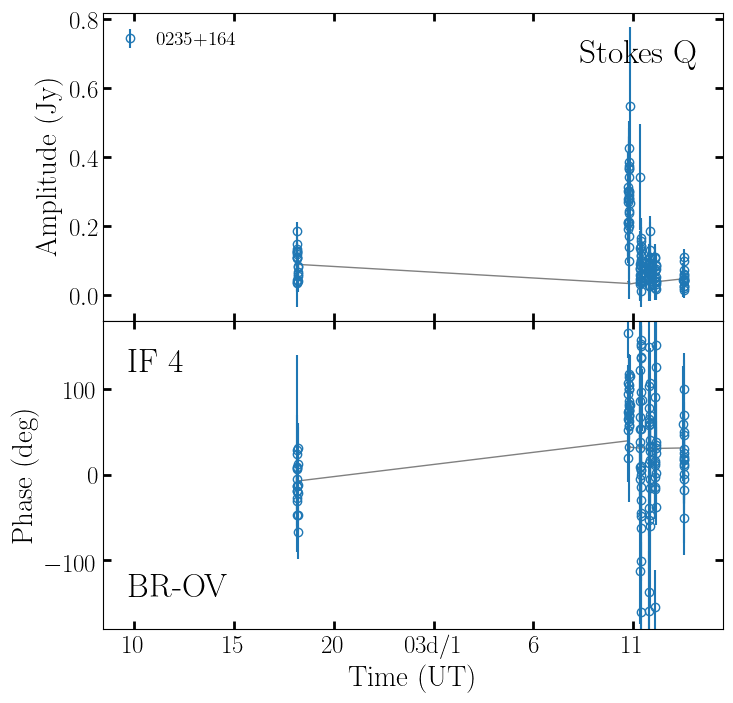 0235+164
Stokes Q
0.8
0.6
0.4
0.2
0.0
Amplitude (Jy)
IF 4
100
0
−100
Phase (deg)
BR-OV
10 15 20 03d/1 6 11
Time (UT)